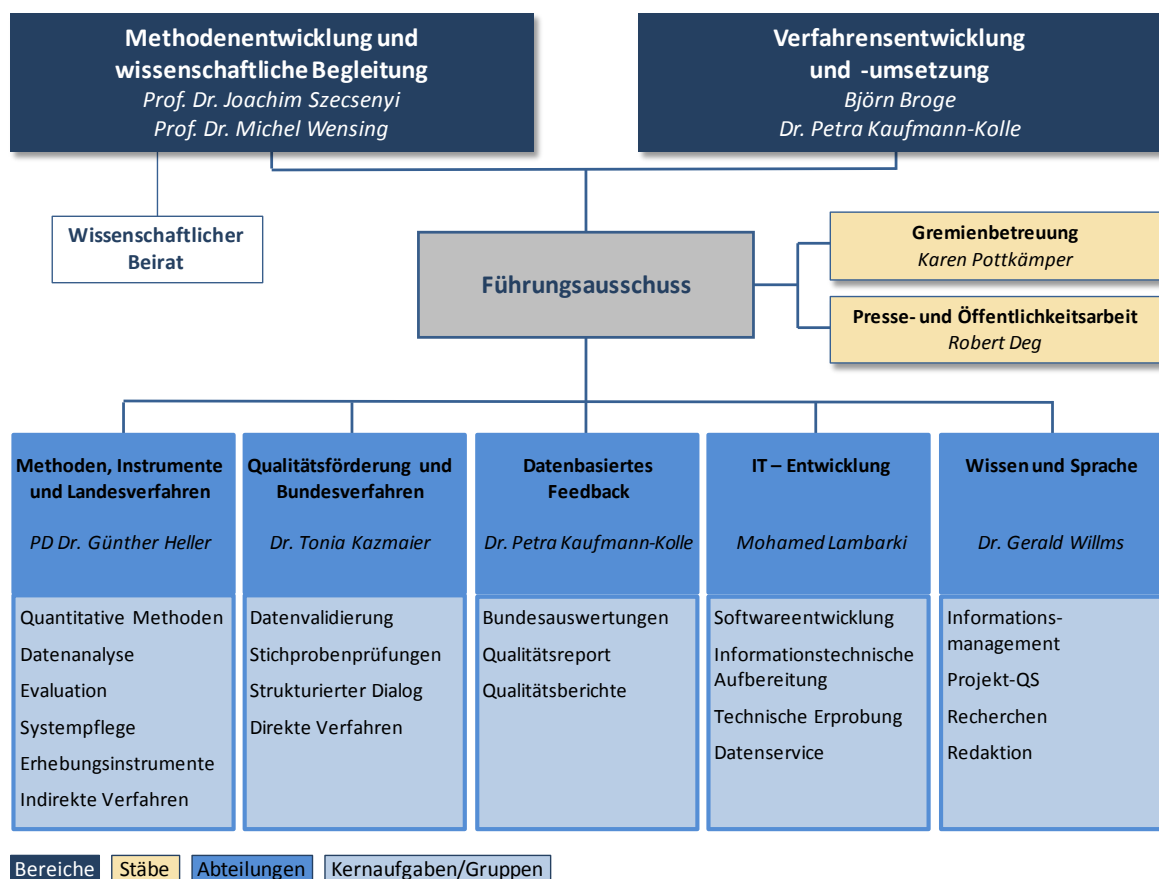 Methodenentwicklung und
wissenschaftliche Begleitung
Prof. Dr. Joachim Szecsenyi
Prof. Dr. Michel Wensing
Verfahrensentwicklung
und -umsetzung
Björn Broge
Dr. Petra Kaufmann-Kolle
Wissenschaftlicher
Beirat
Führungsausschuss
Gremienbetreuung
Karen Pottkämper
Presse- und Öffentlichkeitsarbeit
Robert Deg
Methoden, Instrumente
und Landesverfahren
PD Dr. Günther Heller
Quantitative Methoden
Datenanalyse
Evaluation
Systempflege
Erhebungsinstrumente
Indirekte Verfahren
Qualitätsförderung und
Bundesverfahren
Dr. Tonia Kazmaier
Datenvalidierung
Stichprobenprüfungen
Strukturierter Dialog
Direkte Verfahren
Datenbasiertes
Feedback
Dr. Petra Kaufmann-Kolle
Bundesauswertungen
Qualitätsreport
Qualitätsberichte
IT – Entwicklung
Mohamed Lambarki
Softwareentwicklung
Informationstechnische
Aufbereitung
Technische Erprobung
Datenservice
Wissen und Sprache
Dr. Gerald Willms
Informations-
management
Projekt-QS
Recherchen
Redaktion
Bereiche
Stäbe
Abteilungen
Kernaufgaben/Gruppen